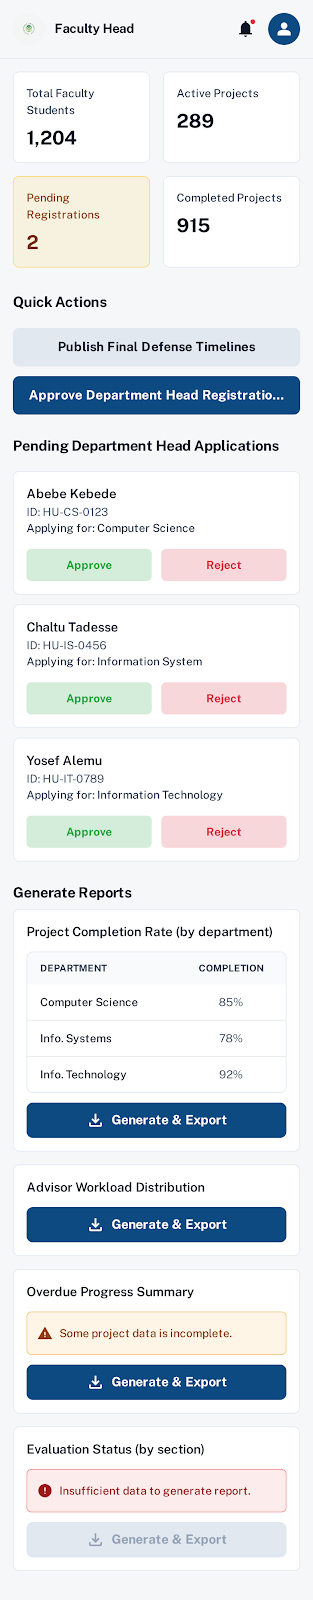 Faculty Head
Total Faculty
Students
1,204
Active Projects
289
Pending
Registrations
2
Completed Projects
915
Quick Actions
Publish Final Defense Timelines
Approve Department Head Registratio...
Pending Department Head Applications
Abebe Kebede
ID: HU-CS-0123
Applying for: Computer Science
Approve
Reject
Chaltu Tadesse
ID: HU-IS-0456
Applying for: Information System
Approve
Reject
Yosef Alemu
ID: HU-IT-0789
Applying for: Information Technology
Approve
Reject
Generate Reports
Project Completion Rate (by department)
DEPARTMENT COMPLETION
Computer Science 85%
Info. Systems 78%
Info. Technology 92%
Generate & Export
Advisor Workload Distribution
Generate & Export
Overdue Progress Summary
Some project data is incomplete.
Generate & Export
Evaluation Status (by section)
Insufficient data to generate report.
Generate & Export